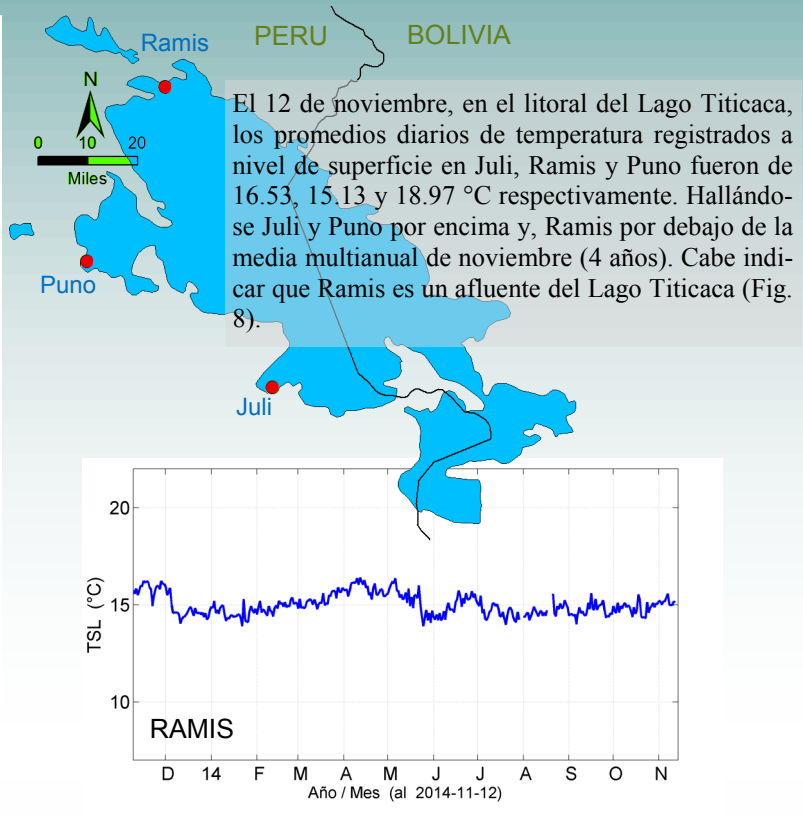 PERU BOLIVIA
Ramis
N
0 10 20
Miles
El 12 de noviembre, en el litoral del Lago Titicaca,
los promedios diarios de temperatura registrados a
nivel de superficie en Juli, Ramis y Puno fueron de
16.53, 15.13 y 18.97 °C respectivamente. Hallándo-
se Juli y Puno por encima y, Ramis por debajo de la
media multianual de noviembre (4 años). Cabe indi-
car que Ramis es un afluente del Lago Titicaca (Fig.
8).
Puno
Juli
20
15
10
TSL (°C)
RAMIS
D 14 F M A M J J A S O N
Año / Mes (al 2014-11-12)